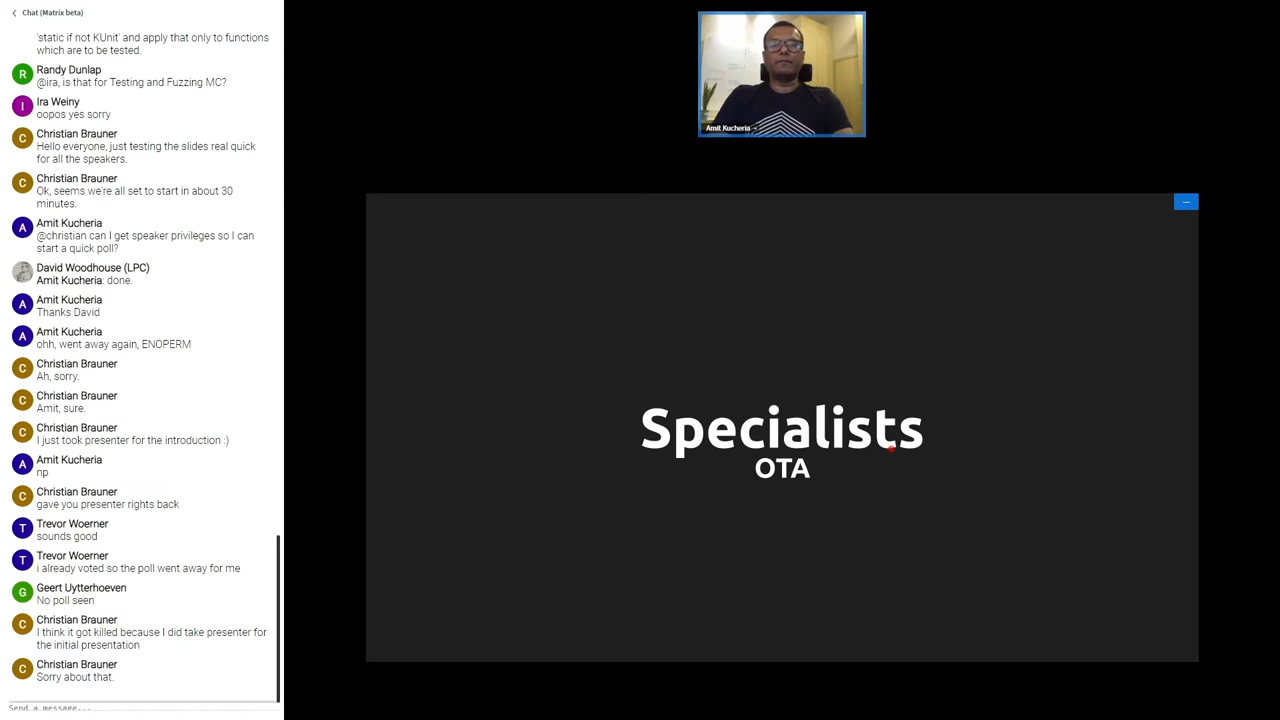 Chat (Matrix beta)
'static if not KUnit' and apply that only to functions
which are to be tested.
R
Randy Dunlap
@ira, is that for Testing and Fuzzing MC?
I
Ira Weiny
oopos yes sorry
C
Christian Brauner
Hello everyone, just testing the slides real quick
for all the speakers.
C
Christian Brauner
Ok, seems we're all set to start in about 30
minutes.
A
Amit Kucheria
@christian can I get speaker privileges so I can
start a quick poll?
David Woodhouse (LPC)
Amit Kucheria: done.
A
Amit Kucheria
Thanks David
A
Amit Kucheria
ohh, went away again, ENOPERM
C
Christian Brauner
Ah, sorry.
C
Christian Brauner
Amit, sure.
C
Christian Brauner
I just took presenter for the introduction :)
A
Amit Kucheria
np
C
Christian Brauner
gave you presenter rights back
T
Trevor Woerner
sounds good
T
Trevor Woerner
i already voted so the poll went away for me
G
Geert Uytterhoeven
No poll seen
C
Christian Brauner
I think it got killed because I did take presenter for
the initial presentation
C
Christian Brauner
Sorry about that.
Send a message...
Amit Kucheria
Specialists
OTA